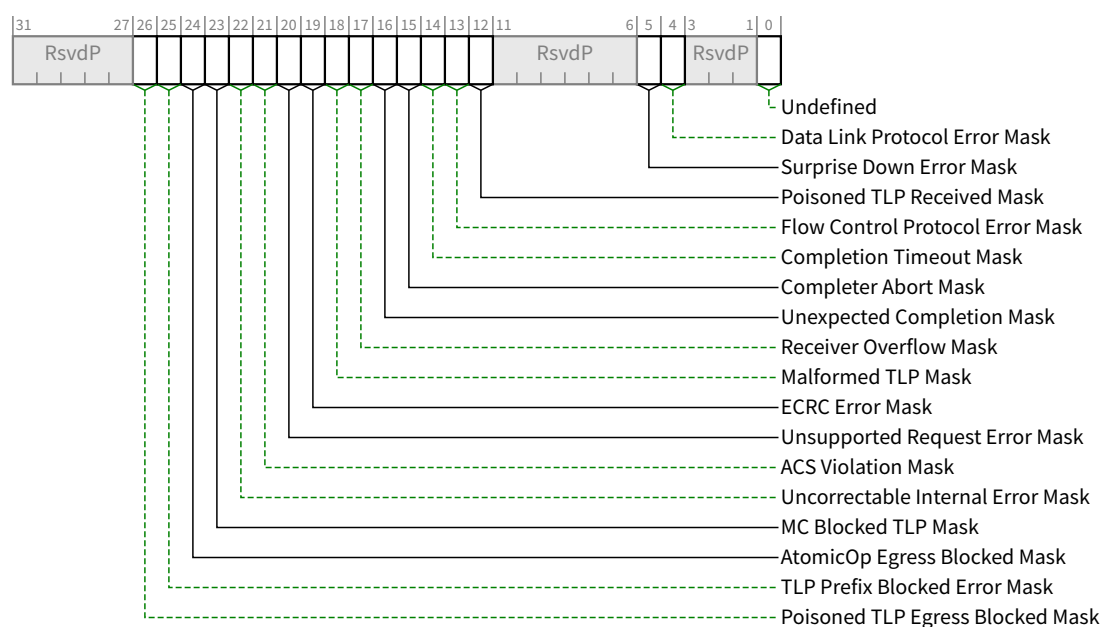 31 27 26 25 24 23 22 21 20 19 18 17 16 15 14 13 12 11 6 5 4 3 1 0
RsvdP RsvdP RsvdP
Undefined
Data Link Protocol Error Mask
Surprise Down Error Mask
Poisoned TLP Received Mask
Flow Control Protocol Error Mask
Completion Timeout Mask
Completer Abort Mask
Unexpected Completion Mask
Receiver Overflow Mask
Malformed TLP Mask
ECRC Error Mask
Unsupported Request Error Mask
ACS Violation Mask
Uncorrectable Internal Error Mask
MC Blocked TLP Mask
AtomicOp Egress Blocked Mask
TLP Prefix Blocked Error Mask
Poisoned TLP Egress Blocked Mask